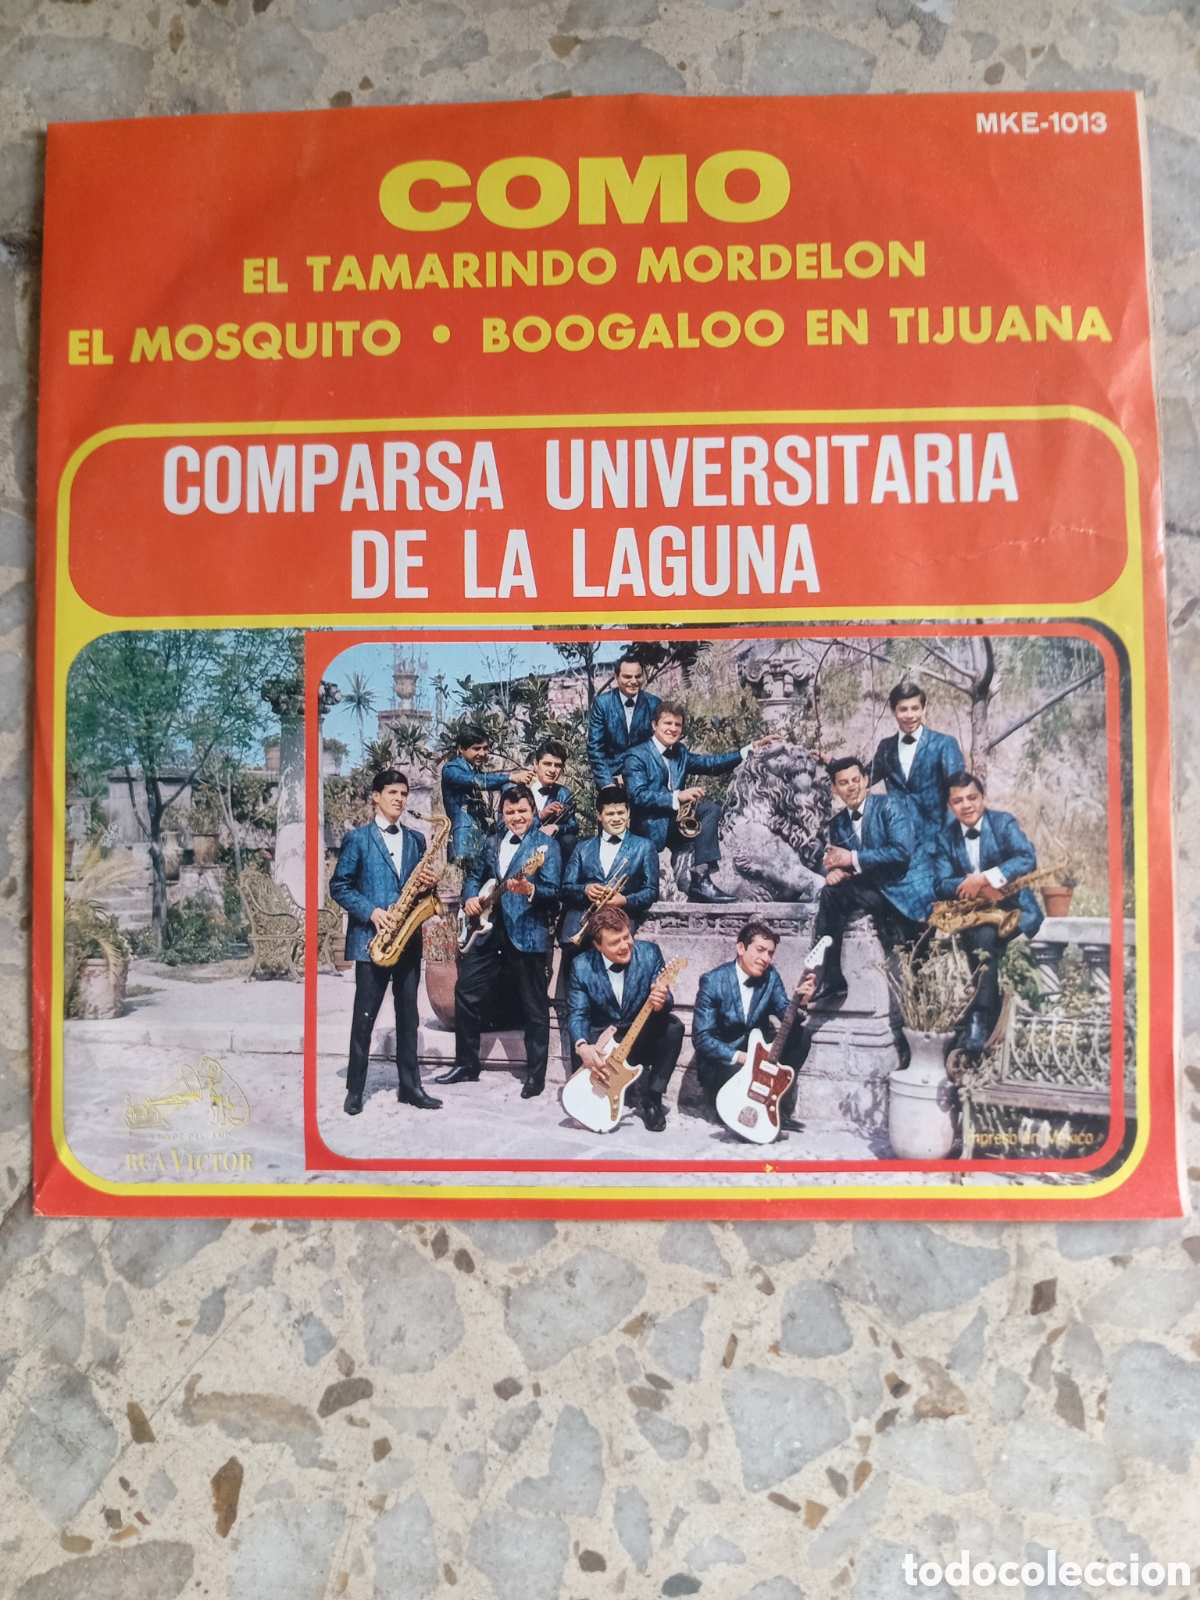 MKE-1013
COMO
EL TAMARINDO MORDELON
EL MOSQUITO • BOOGALOO EN TIJUANA
COMPARSA UNIVERSITARIA
DE LA LAGUNA
RCA VICTOR
Impreso en México
todocoleccion